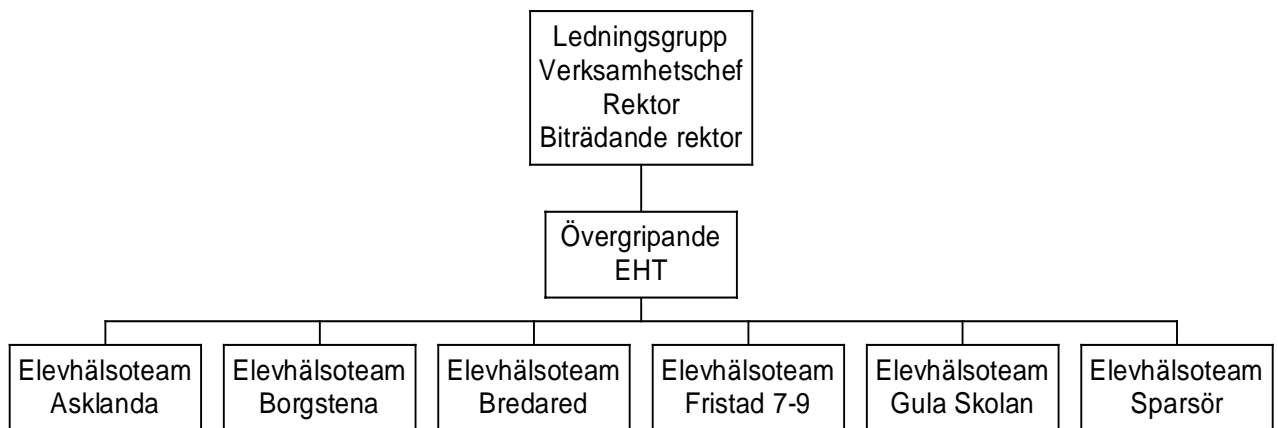 Ledningsgrupp
Verksamhetschef
Rektor
Biträdande rektor
Övergripande
EHT
Elevhälsoteam
Asklanda
Elevhälsoteam
Borgstena
Elevhälsoteam
Bredared
Elevhälsoteam
Fristad 7-9
Elevhälsoteam
Gula Skolan
Elevhälsoteam
Sparsör